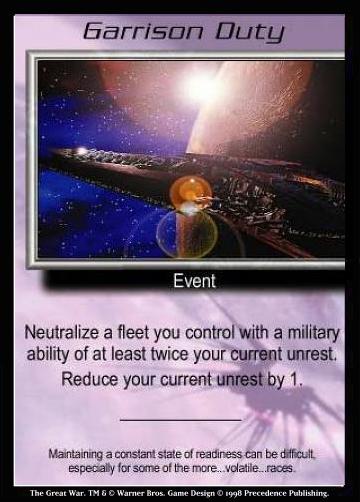 Garrison Duty
Event
Neutralize a fleet you control with a military
ability of at least twice your current unrest.
Reduce your current unrest by 1.
Maintaining a constant state of readiness can be difficult,
especially for some of the more...volatile...races.
The Great War. TM & © Warner Bros. Game Design © 1998 Precedence Publishing.